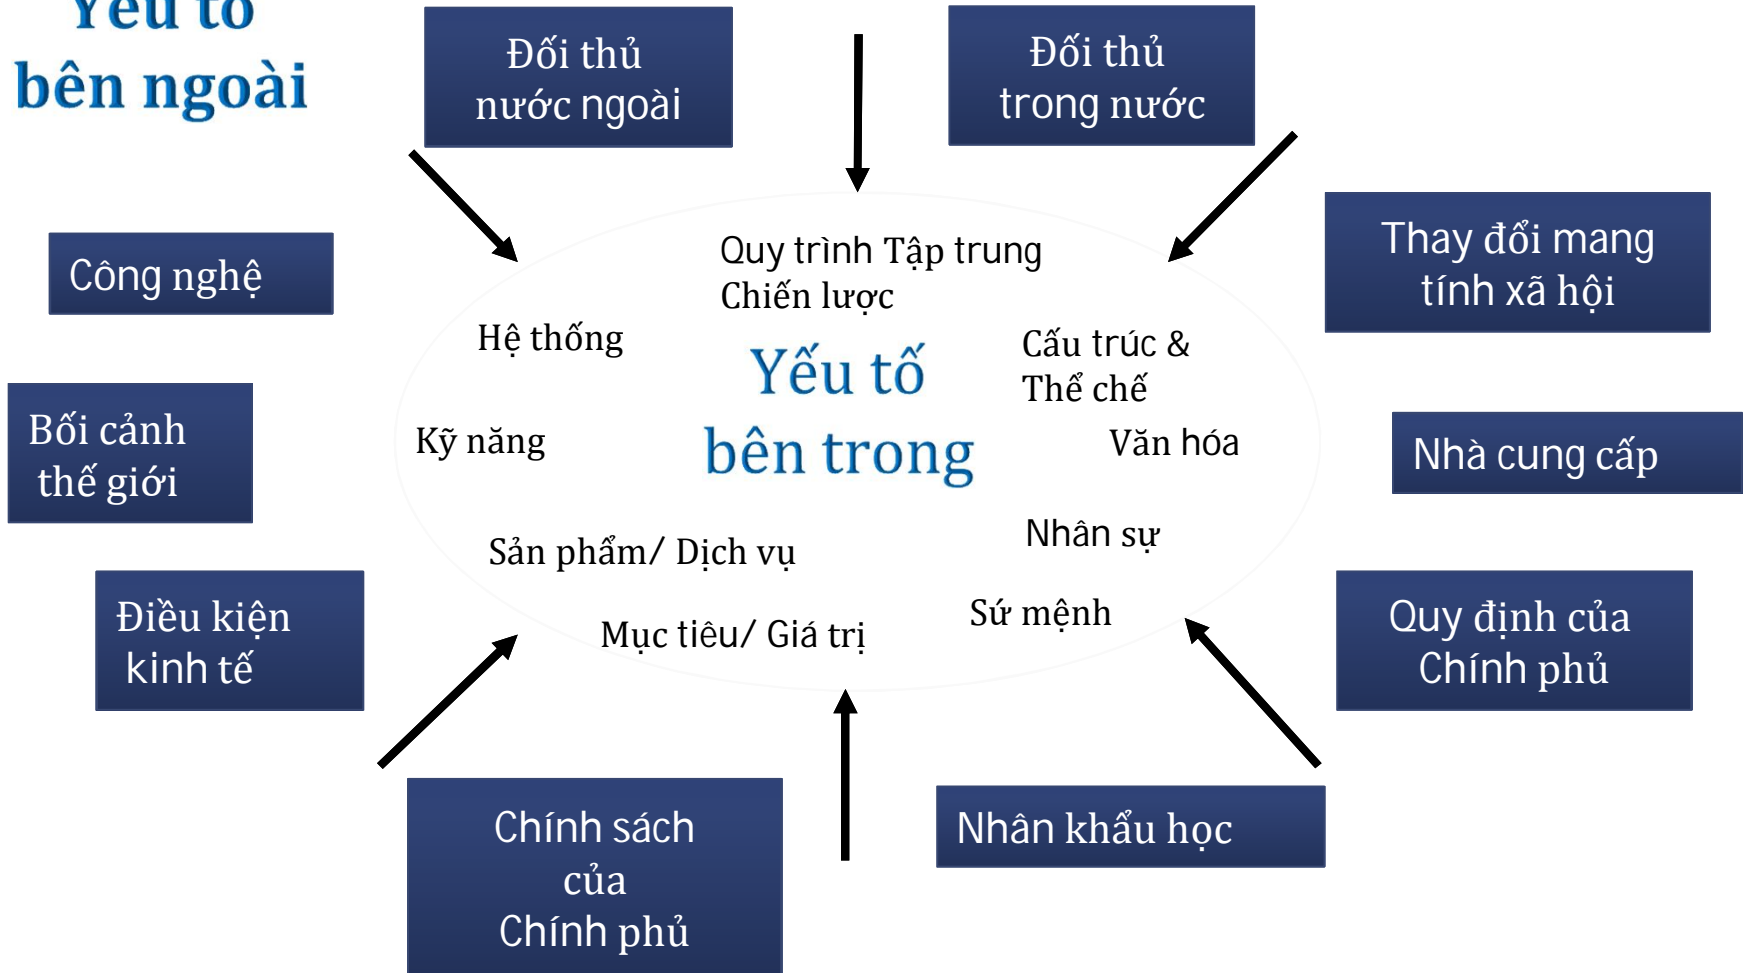 Yếu tố
bên ngoài
Đối thủ
nước ngoài
Đối thủ
trong nước
Công nghệ
Thay đổi mang
tính xã hội
Quy trình Tập trung
Chiến lược
Hệ thống
Cấu trúc &
Thể chế
Yếu tố
bên trong
Bối cảnh
thế giới
Kỹ năng
Văn hóa
Nhà cung cấp
Sản phẩm/ Dịch vụ
Nhân sự
Điều kiện
kinh tế
Mục tiêu/ Giá trị
Sứ mệnh
Quy định của
Chính phủ
Chính sách
của
Chính phủ
Nhân khẩu học